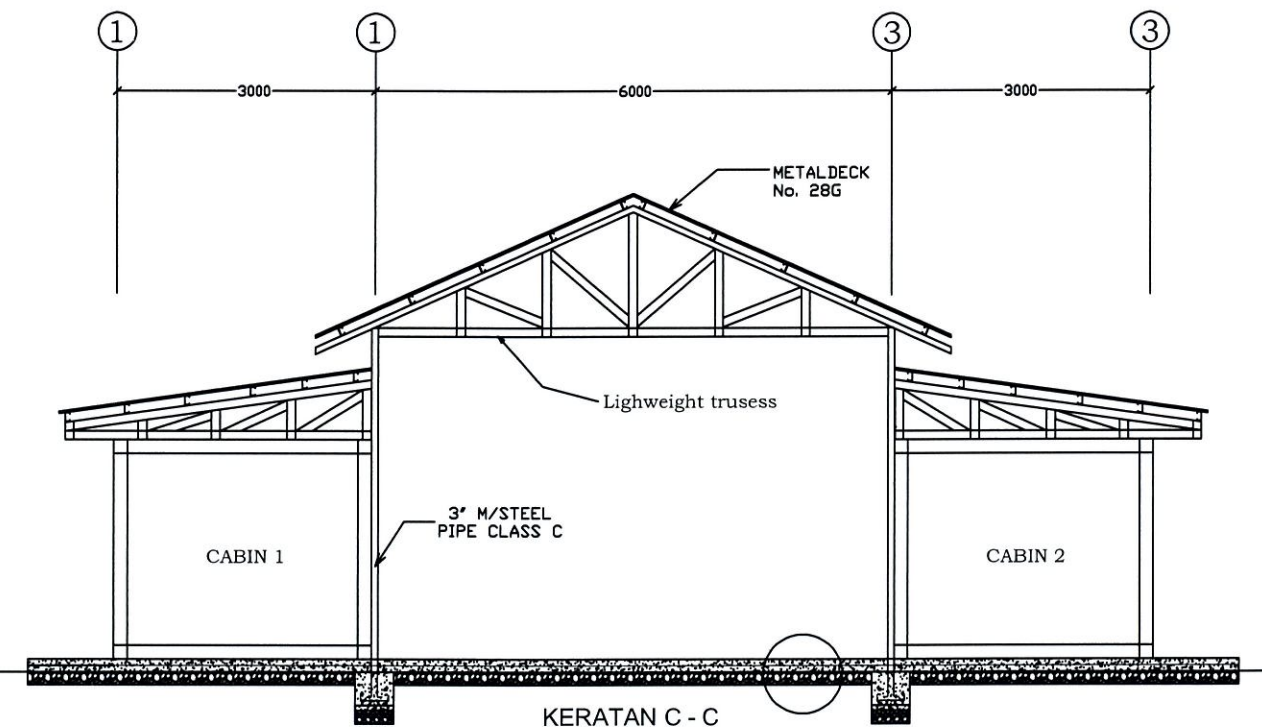 1
1
3
3
3000
6000
3000
METALDECK
No. 28G
Lighweight trusess
3" M/STEEL
PIPE CLASS C
CABIN 1
CABIN 2
KERATAN C - C